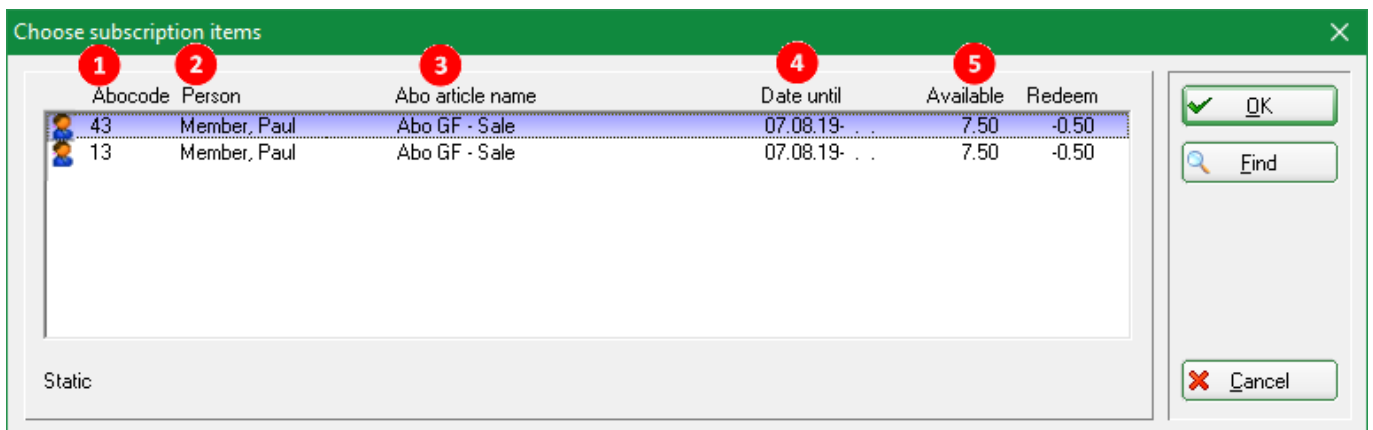 Choose subscription items
1 2 3 4 5
Abocode Person Abo article name Date until Available Redeem
43 Member, Paul Abo GF - Sale 07.08.19- . . 7.50 -0.50
13 Member, Paul Abo GF - Sale 07.08.19- . . 7.50 -0.50
Static
OK
Find
Cancel